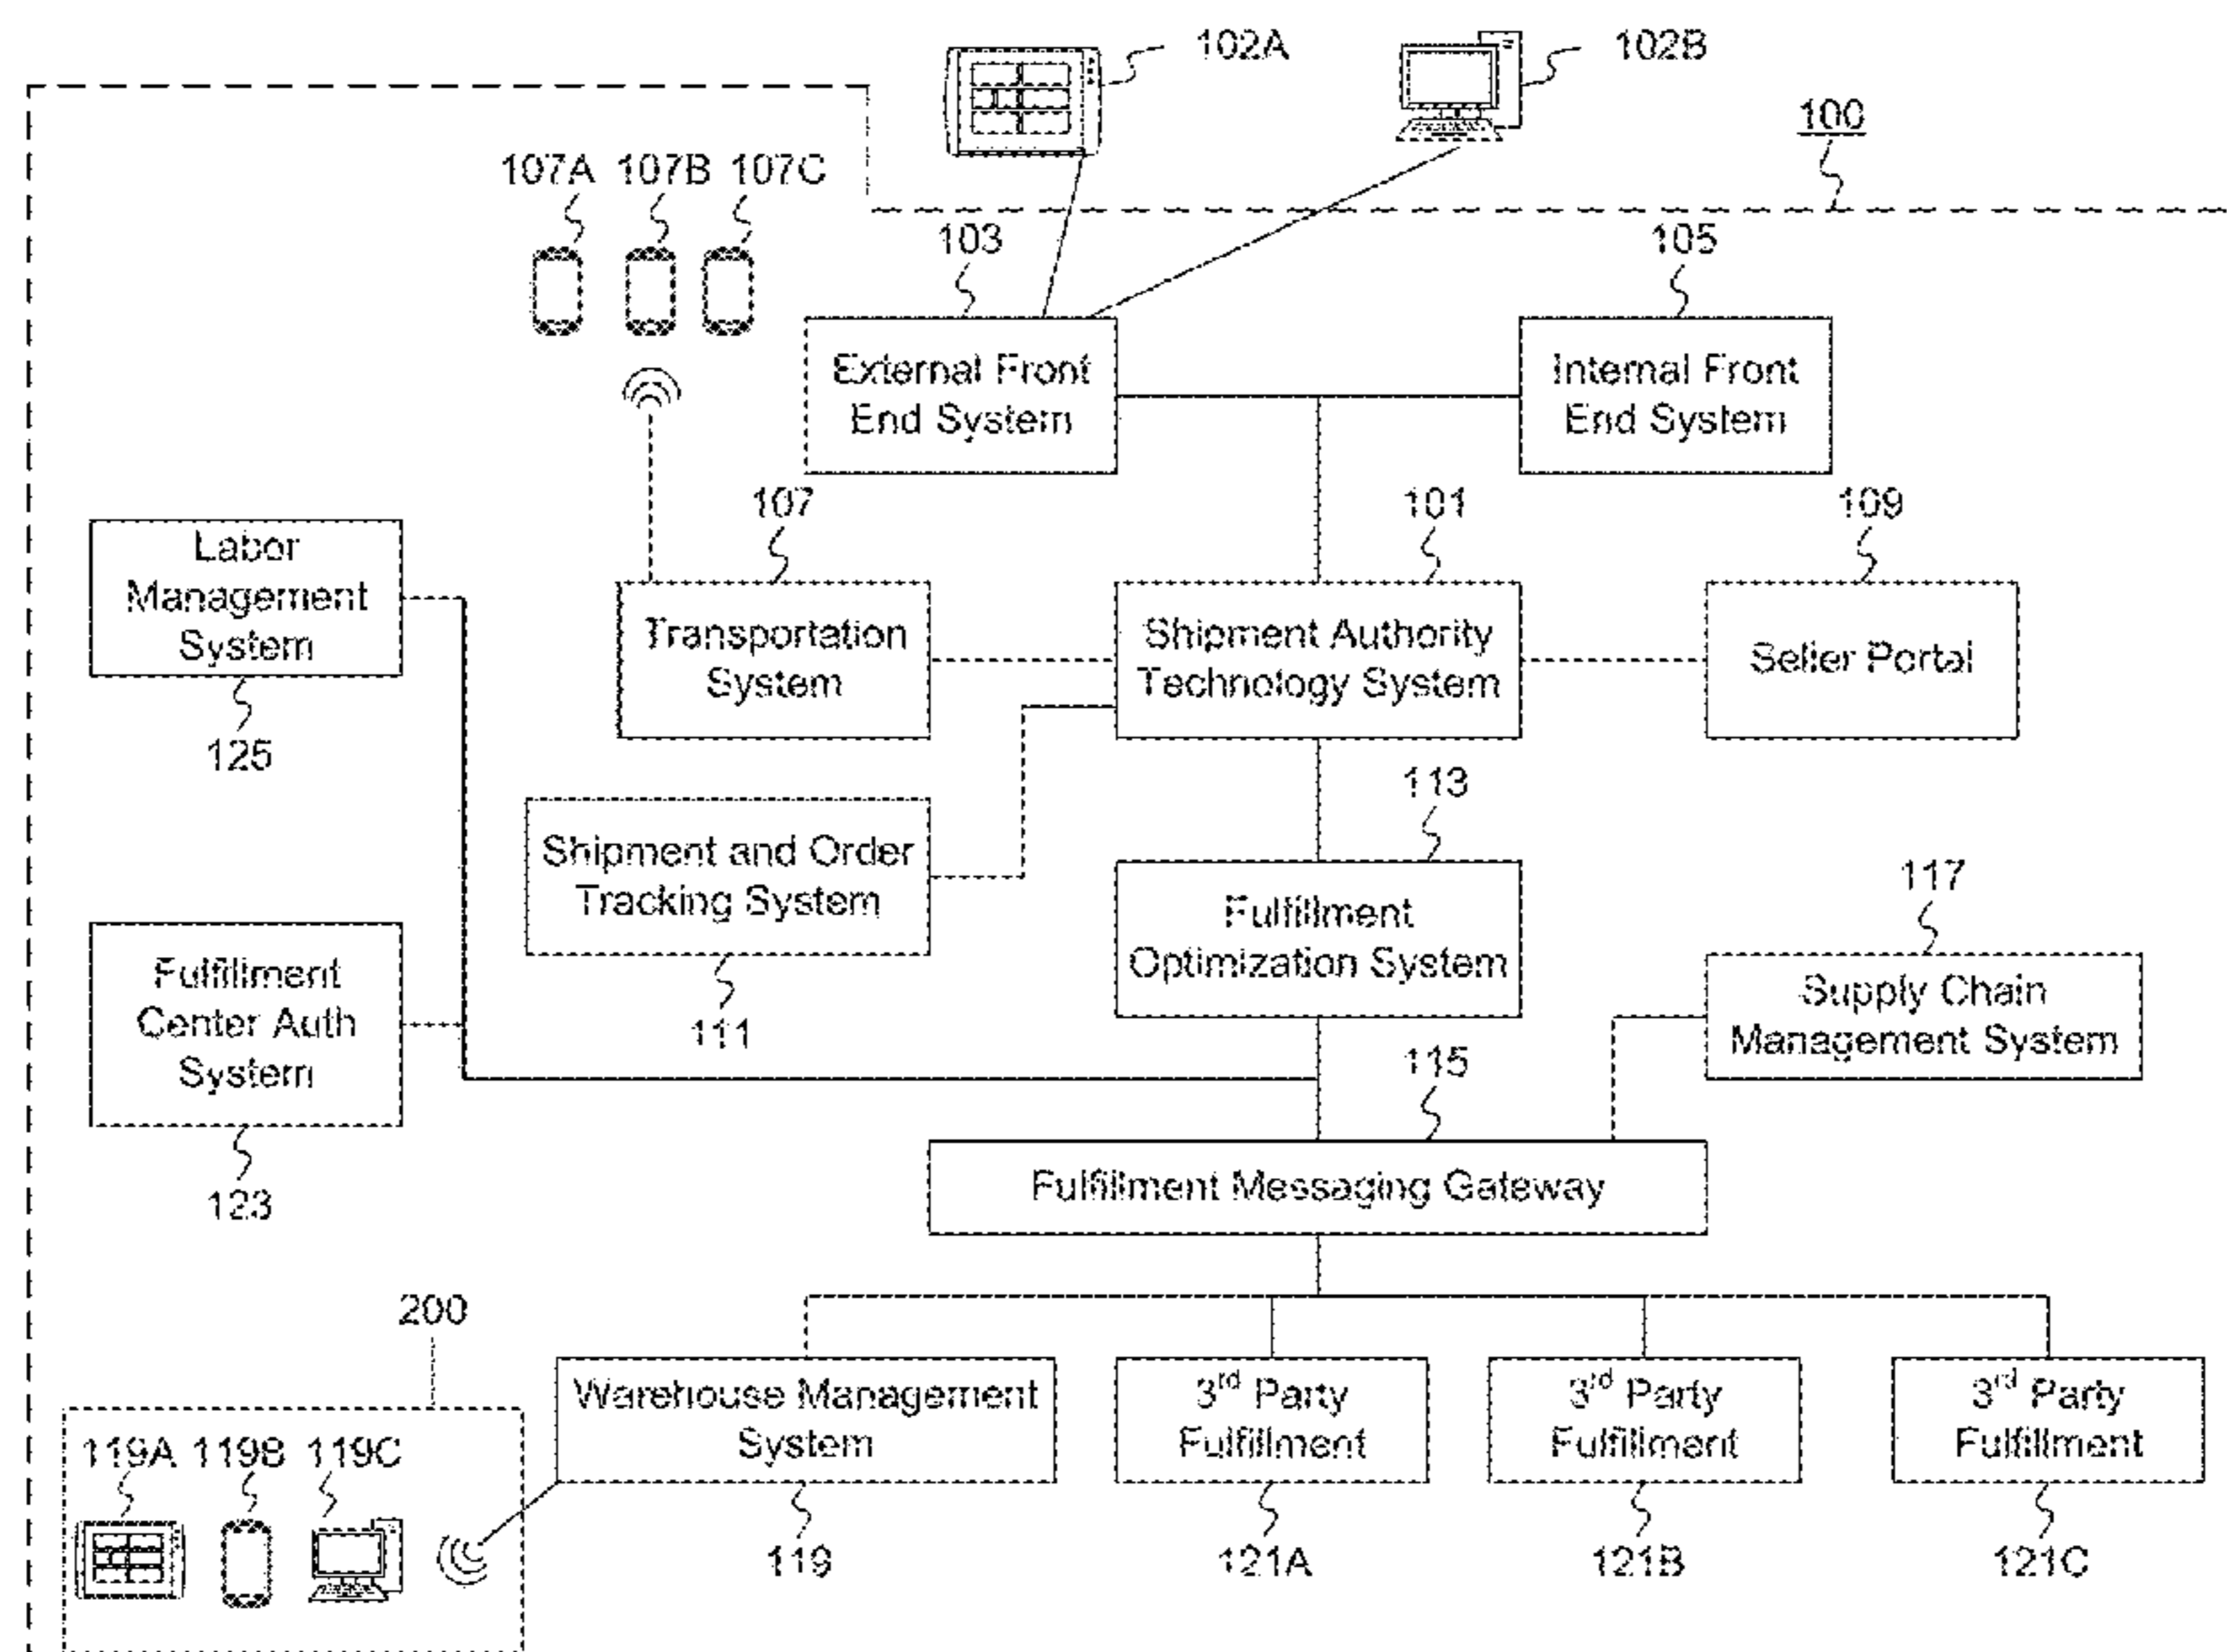 102A
102B
100
107A 107B 107C
103
105
External Front
End System
Internal Front
End System
107
101
109
Labor
Management
System
Transportation
System
Shipment Authority
Technology System
Seller Portal
125
113
Shipment and Order
Tracking System
117
Fulfillment
Optimization System
Fulfillment
Center Auth
System
Supply Chain
Management System
111
115
123
Fulfillment Messaging Gateway
200
Warehouse Management
System
3rd Party
Fulfillment
3rd Party
Fulfillment
3rd Party
Fulfillment
119A 119B 119C
119
121A
121B
121C